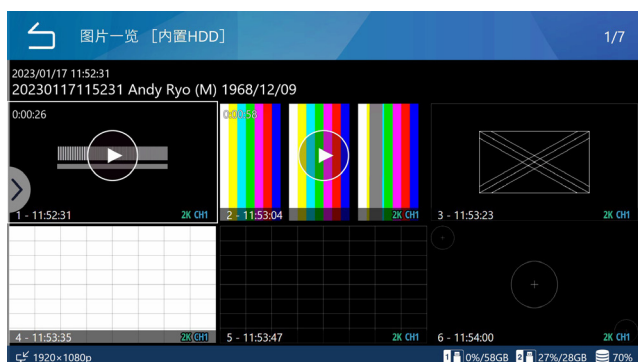 图片一览 [内置HDD]
1/7
2023/01/17 11:52:31
20230117115231 Andy Ryo (M) 1968/12/09
0:00:26
0:00:58
1 - 11:52:31 2K CH1
2 - 11:53:04 2K CH1
3 - 11:53:23 2K CH1
4 - 11:53:35 2K CH1
5 - 11:53:47 2K CH1
6 - 11:54:00 2K CH1
1920×1080p
1 0%/58GB 2 27%/28GB 70%